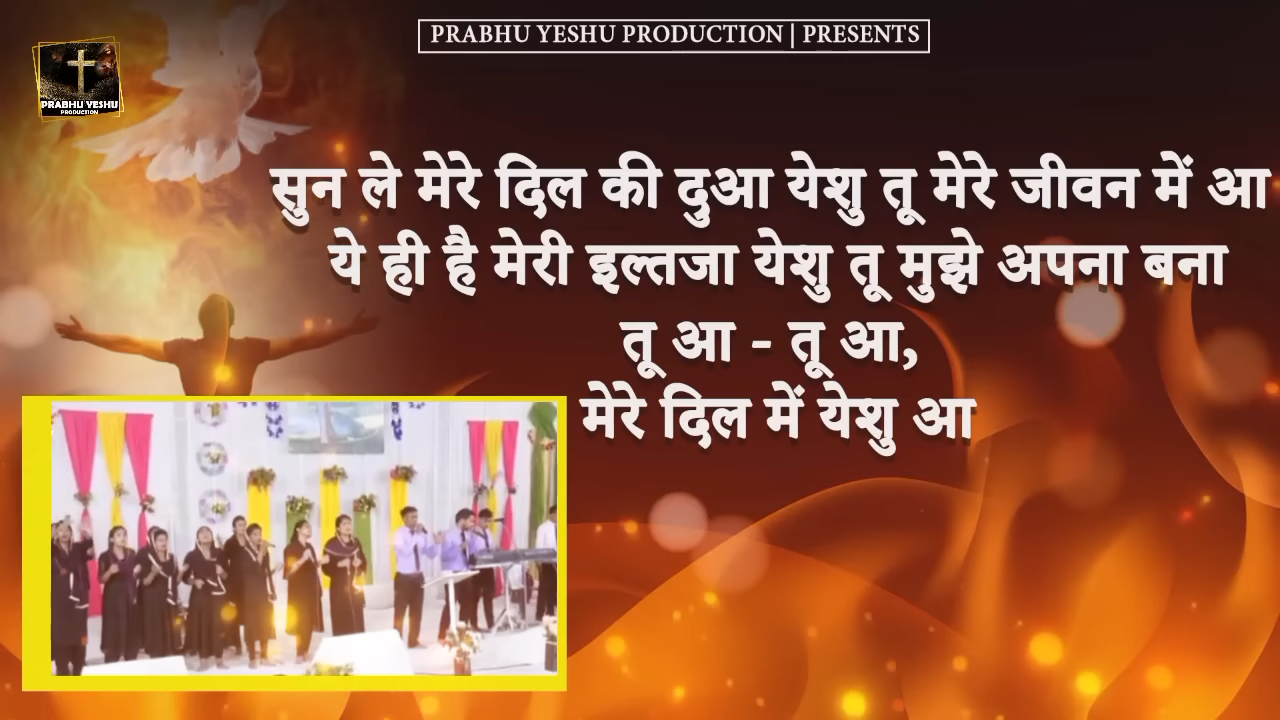 PRABHU YESHU PRODUCTION | PRESENTS
PRABHU YESHU
PRODUCTION
सुन ले मेरे दिल की दुआ येशु तू मेरे जीवन में आ
ये ही है मेरी इल्तजा येशु तू मुझे अपना बना
तू आ - तू आ,
मेरे दिल में येशु आ